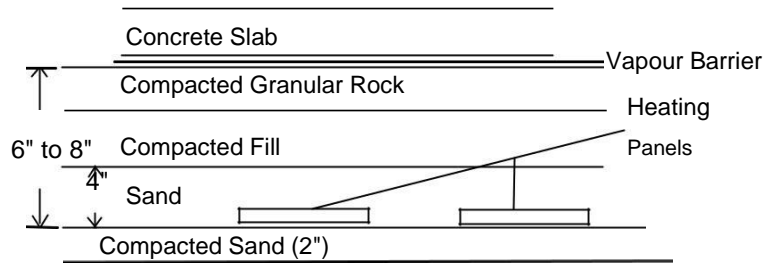 Concrete Slab
Vapour Barrier
Compacted Granular Rock
Heating
6" to 8"
Compacted Fill
Panels
4"
Sand
Compacted Sand (2")